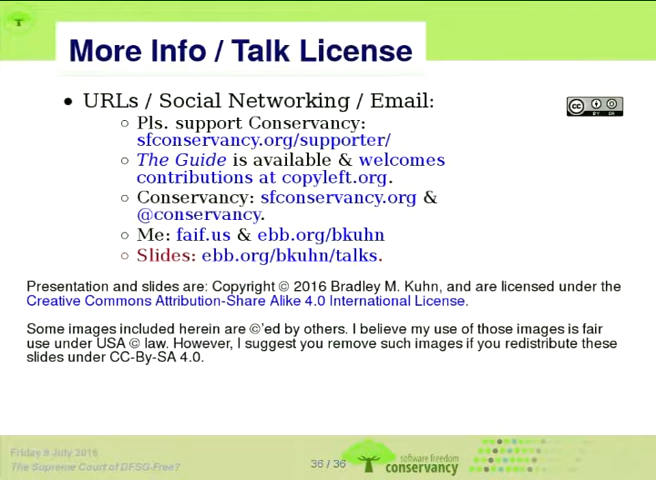 More Info / Talk License
• URLs / Social Networking / Email:
◦ Pls. support Conservancy:
sfconservancy.org/supporter/
◦ The Guide is available & welcomes
contributions at copyleft.org.
◦ Conservancy: sfconservancy.org &
@conservancy.
◦ Me: faif.us & ebb.org/bkuhn
◦ Slides: ebb.org/bkuhn/talks.
Presentation and slides are: Copyright © 2016 Bradley M. Kuhn, and are licensed under the
Creative Commons Attribution-Share Alike 4.0 International License.
Some images included herein are ©'ed by others. I believe my use of those images is fair
use under USA © law. However, I suggest you remove such images if you redistribute these
slides under CC-By-SA 4.0.
Friday 8 July 2016
The Supreme Court of DFSG-Free?
36 / 36
software freedom
conservancy